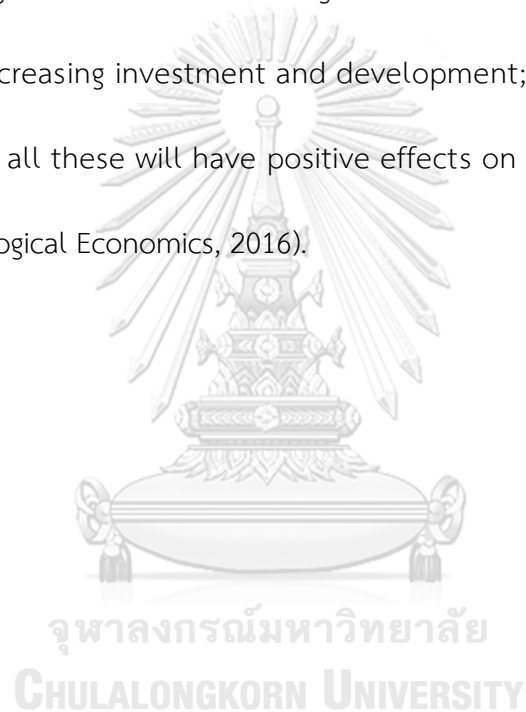 creasing investment and development;
all these will have positive effects on
ogical Economics, 2016).
จุฬาลงกรณ์มหาวิทยาลัย
CHULALONGKORN UNIVERSITY